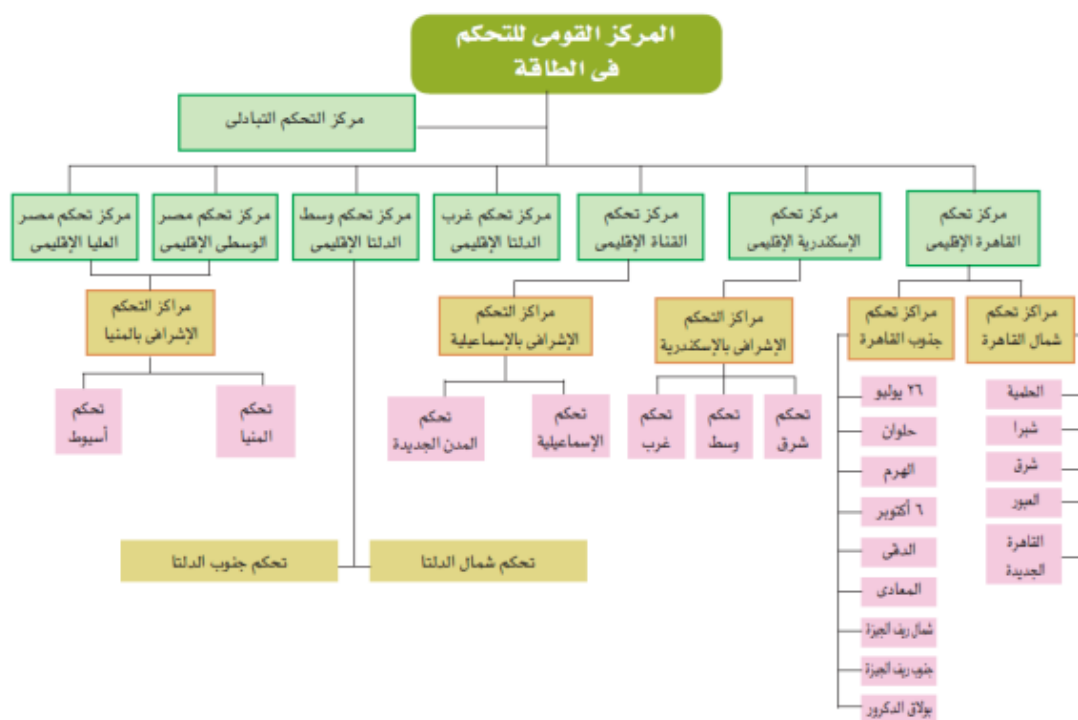 المركز القومى للتحكم
فى الطاقة
مركز التحكم التبادلى
مركز تحكم
القاهرة الإقليمى
مركز تحكم
الإسكندرية الإقليمى
مركز تحكم
القناة الإقليمى
مركز تحكم غرب
الدلتا الإقليمى
مركز تحكم وسط
الدلتا الإقليمى
مركز تحكم مصر
الوسطى الإقليمى
مركز تحكم مصر
العليا الإقليمى
مراكز تحكم
شمال القاهرة
مراكز تحكم
جنوب القاهرة
مراكز التحكم
الإشرافى بالإسكندرية
مراكز التحكم
الإشرافى بالإسماعيلية
مراكز التحكم
الإشرافى بالمنيا
الحلمية
شبرا
شرق
العبور
القاهرة
الجديدة
٢٦ يوليو
حلوان
الهرم
٦ أكتوبر
الدقى
المعادى
شمال ريف الجيزة
جنوب ريف الجيزة
بولاق الدكرور
تحكم
شرق
تحكم
وسط
تحكم
غرب
تحكم
الإسماعيلية
تحكم
المدن الجديدة
تحكم
المنيا
تحكم
أسيوط
تحكم شمال الدلتا
تحكم جنوب الدلتا